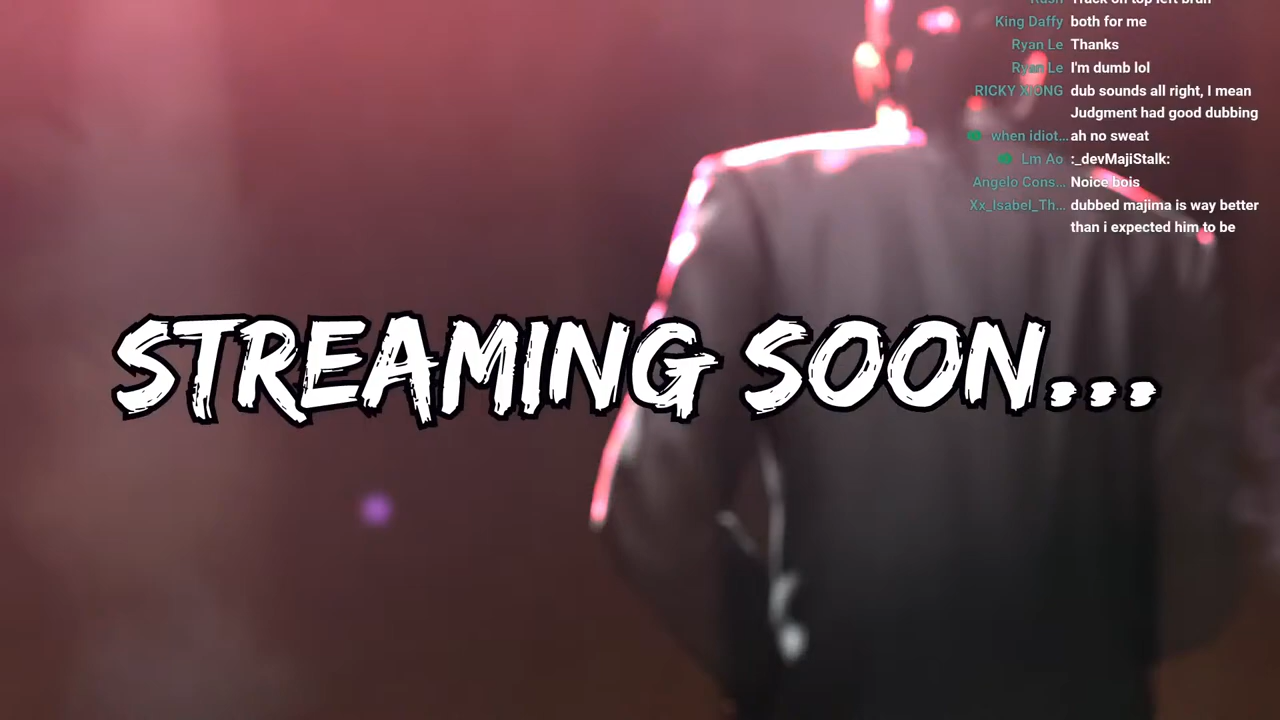 King Daffy both for me
Ryan Le Thanks
Ryan Le I'm dumb lol
RICKY XIONG dub sounds all right, I mean
Judgment had good dubbing
when idiot... ah no sweat
Lm Ao :_devMajiStalk:
Angelo Cons... Noice bois
Xx_Isabel_Th... dubbed majima is way better
than i expected him to be
STREAMING SOON...